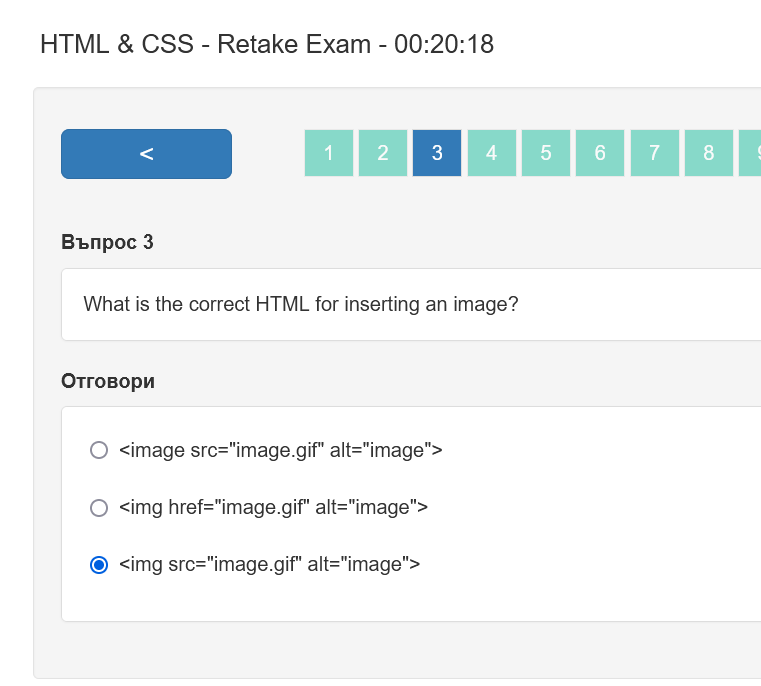 HTML & CSS - Retake Exam - 00:20:18
< 1 2 3 4 5 6 7 8
Въпрос 3
What is the correct HTML for inserting an image?
Отговори
<image src="image.gif" alt="image">
<img href="image.gif" alt="image">
<img src="image.gif" alt="image">